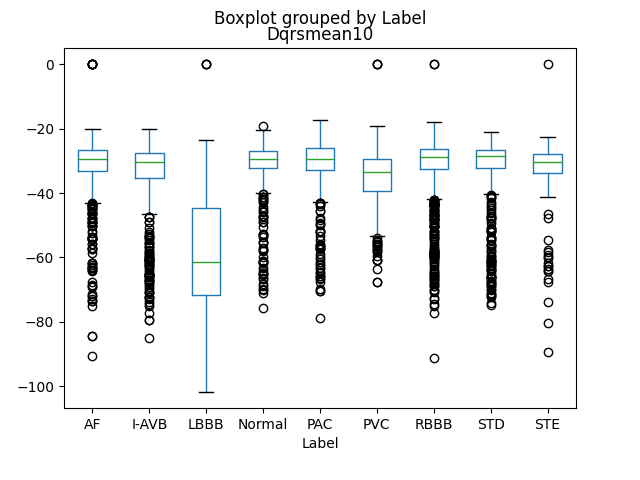 Boxplot grouped by Label
Dqrsmean10
0
−20
−40
−60
−80
−100
AF I-AVB LBBB Normal PAC PVC RBBB STD STE
Label